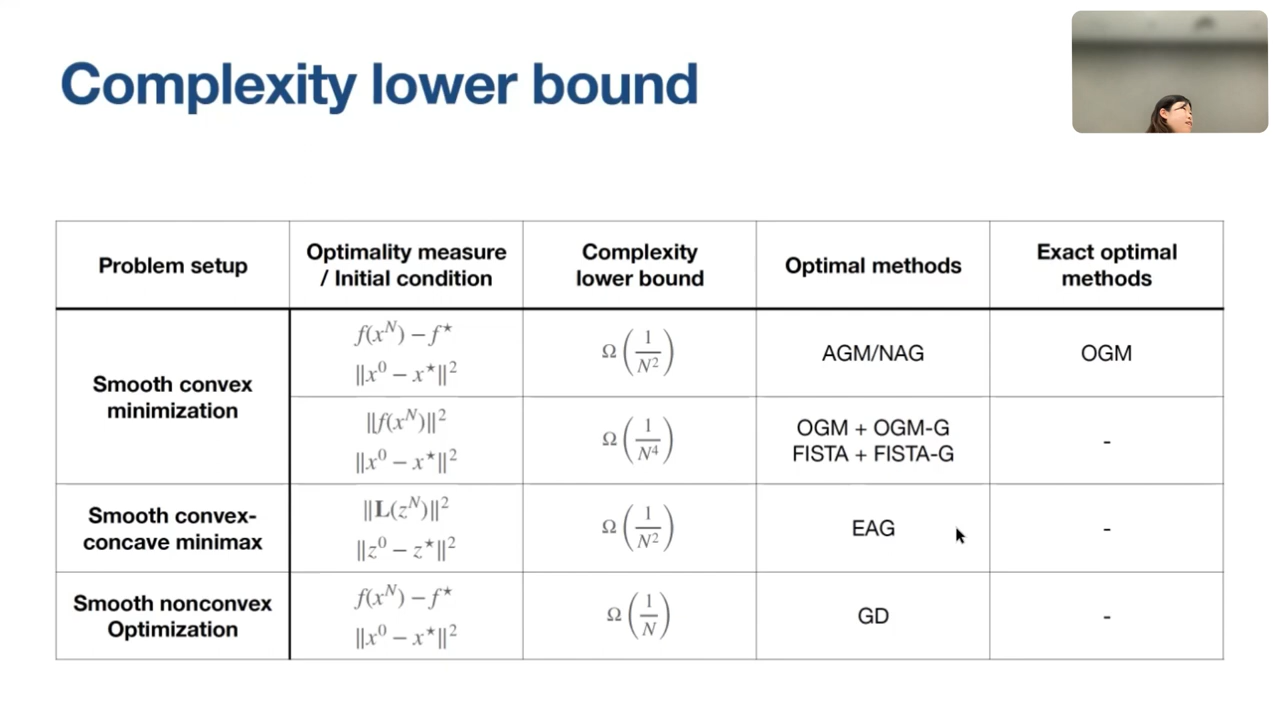 Complexity lower bound
Problem setup
Optimality measure
/ Initial condition
Complexity
lower bound
Optimal methods
Exact optimal
methods
Smooth convex
minimization
f(x^N) − f^⋆
||x^0 − x^⋆||^2
Ω(1/N^2)
AGM/NAG
OGM
||f(x^N)||^2
||x^0 − x^⋆||^2
Ω(1/N^4)
OGM + OGM-G
FISTA + FISTA-G
-
Smooth convex-
concave minimax
||L(z^N)||^2
||z^0 − z^⋆||^2
Ω(1/N^2)
EAG
-
Smooth nonconvex
Optimization
f(x^N) − f^⋆
||x^0 − x^⋆||^2
Ω(1/N)
GD
-